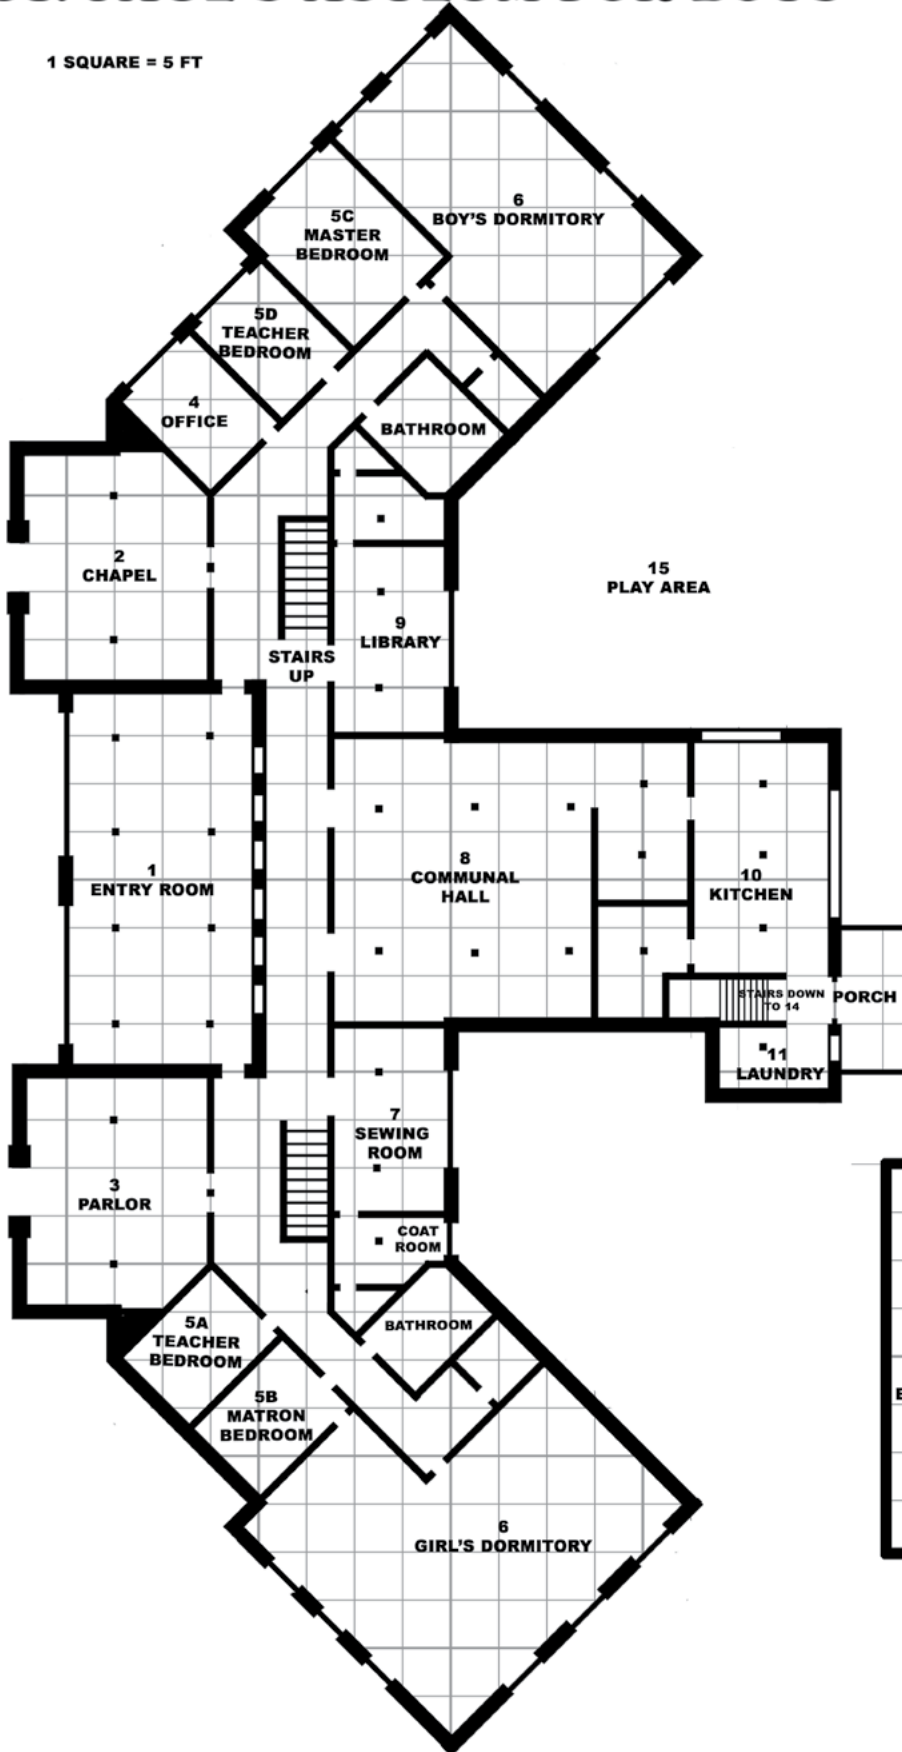 1 SQUARE = 5 FT
6
BOY'S DORMITORY
5C
MASTER
BEDROOM
5D
TEACHER
BEDROOM
4
OFFICE
BATHROOM
2
CHAPEL
15
PLAY AREA
9
LIBRARY
STAIRS
UP
1
ENTRY ROOM
8
COMMUNAL
HALL
10
KITCHEN
STAIRS DOWN
TO 14
PORCH
11
LAUNDRY
7
SEWING
ROOM
3
PARLOR
COAT
ROOM
5A
TEACHER
BEDROOM
BATHROOM
5B
MATRON
BEDROOM
6
GIRL'S DORMITORY